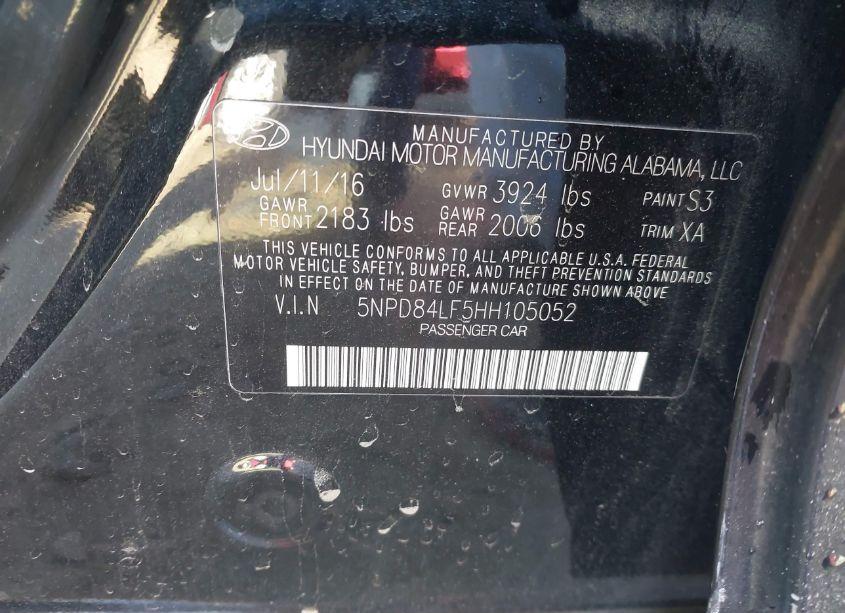 MANUFACTURED BY
HYUNDAI MOTOR MANUFACTURING ALABAMA, LLC
Jul/11/16 GVWR 3924 lbs PAINT S3
GAWR FRONT 2183 lbs GAWR REAR 2006 lbs TRIM XA
THIS VEHICLE CONFORMS TO ALL APPLICABLE U.S.A. FEDERAL
MOTOR VEHICLE SAFETY, BUMPER, AND THEFT PREVENTION STANDARDS
IN EFFECT ON THE DATE OF MANUFACTURE SHOWN ABOVE
V.I.N 5NPD84LF5HH105052
PASSENGER CAR